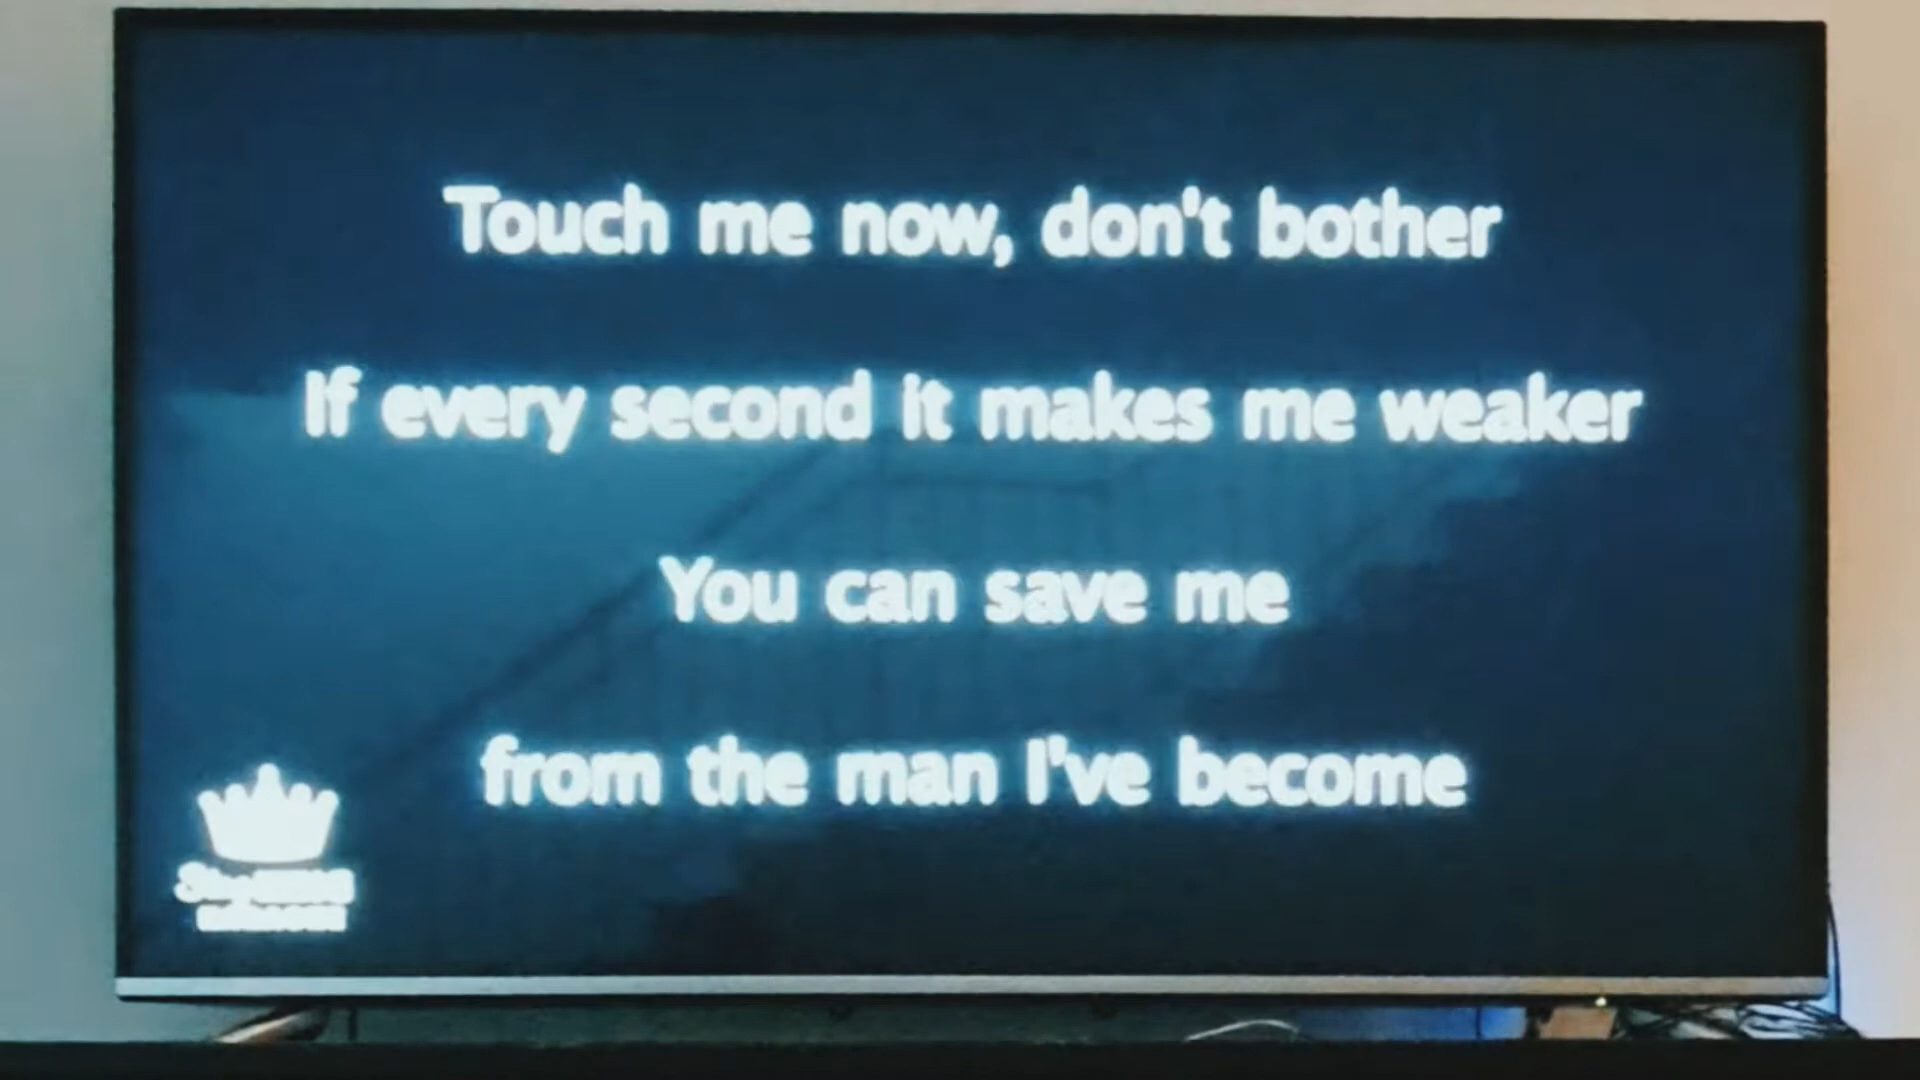 Touch me now, don't bother
If every second it makes me weaker
You can save me
from the man I've become